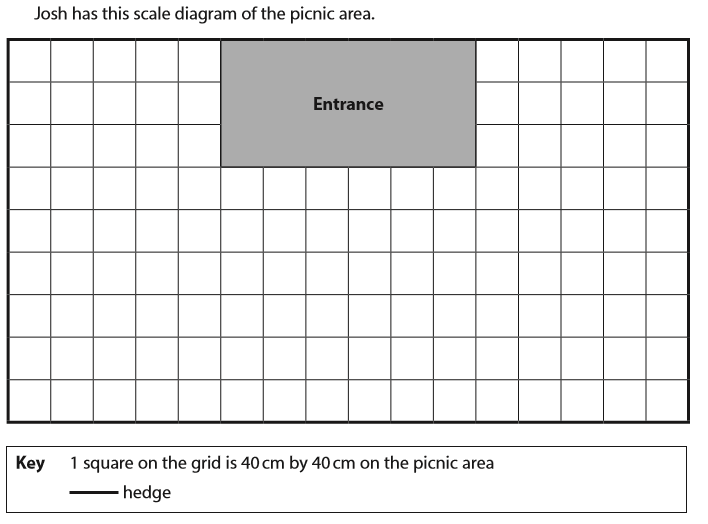 Josh has this scale diagram of the picnic area.
Entrance
Key 1 square on the grid is 40 cm by 40 cm on the picnic area
hedge